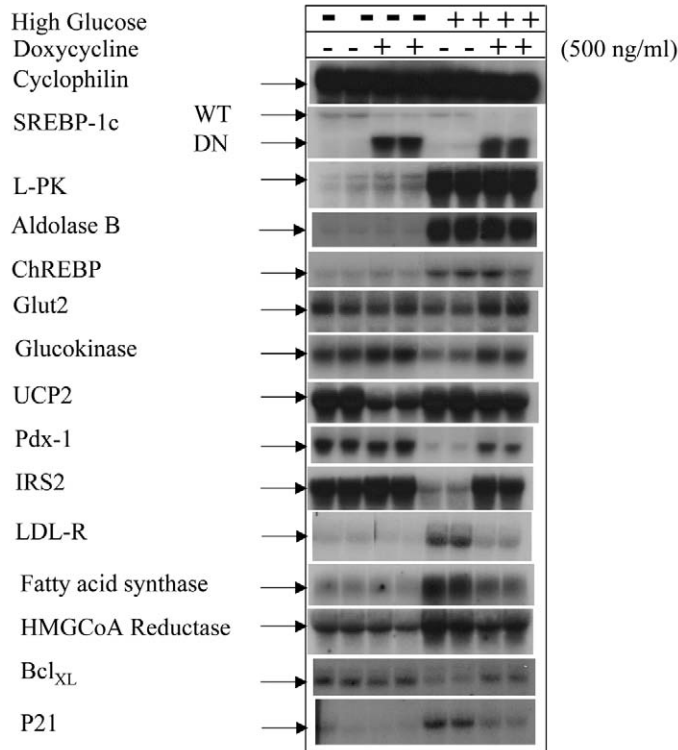 High Glucose - - - - + + + +
Doxycycline - - + + - - + + (500 ng/ml)
Cyclophilin
SREBP-1c WT
DN
L-PK
Aldolase B
ChREBP
Glut2
Glucokinase
UCP2
Pdx-1
IRS2
LDL-R
Fatty acid synthase
HMGCoA Reductase
BclXL
P21